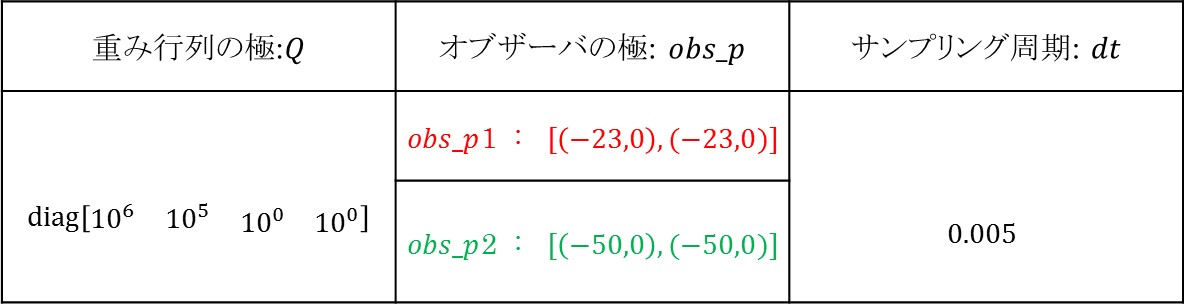 重み行列の極:Q オブザーバの極: obs_p サンプリング周期: dt
obs_p1 : [(−23,0), (−23,0)]
diag[10⁶ 10⁵ 10⁰ 10⁰] obs_p2 : [(−50,0), (−50,0)] 0.005